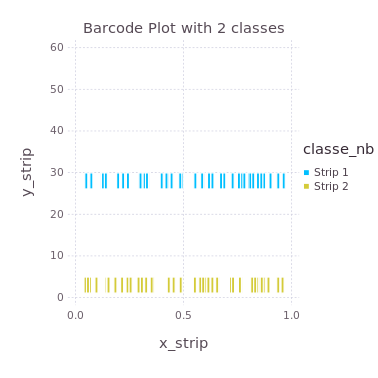 Barcode Plot with 2 classes
60
50
40
30
20
10
0
y_strip
0.0
0.5
1.0
x_strip
classe_nb
Strip 1
Strip 2